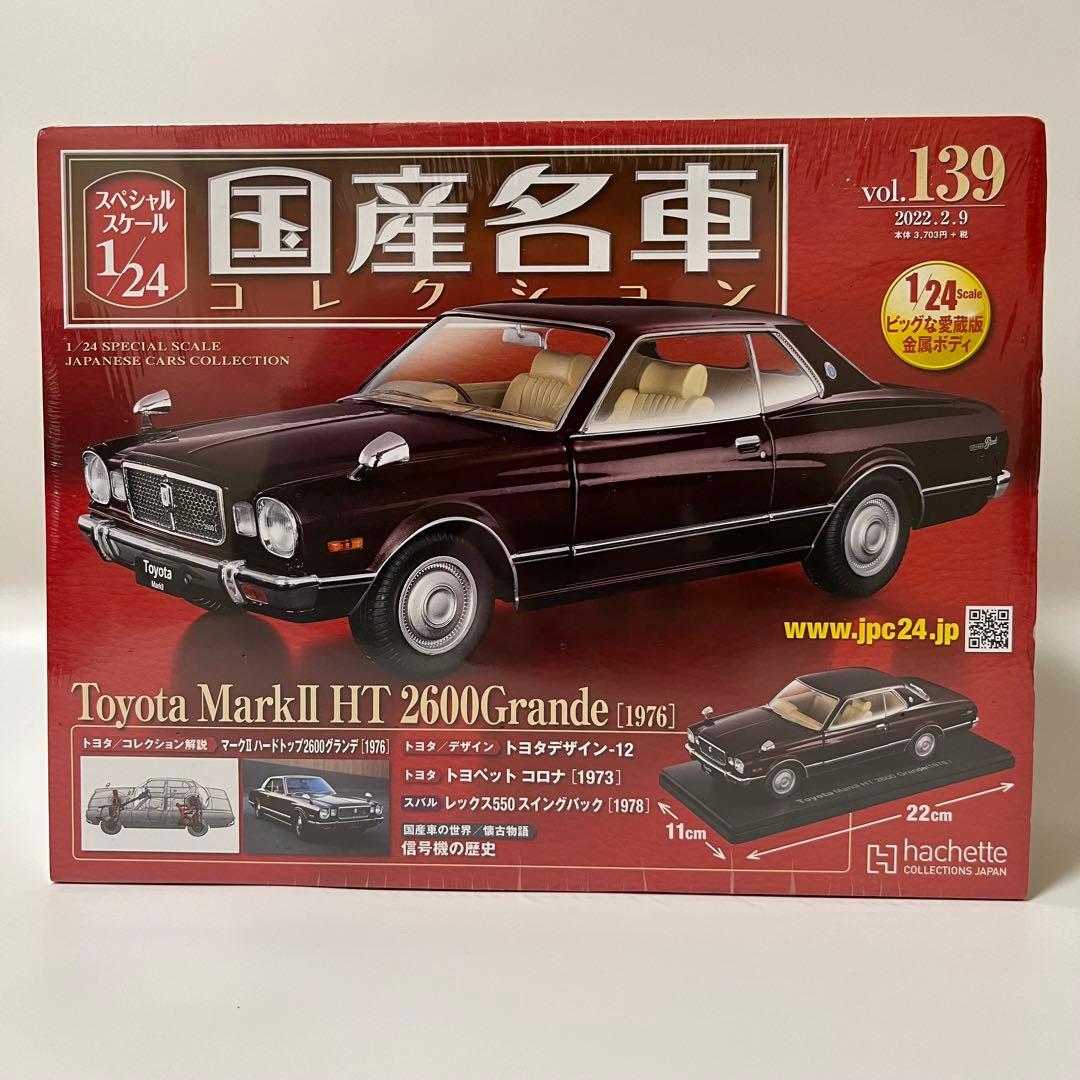 スペシャル
スケール
1/24
国産名車
コレクション
vol.139
2022.2.9
本体 3,703円+税
1/24 SPECIAL SCALE
JAPANESE CARS COLLECTION
1/24 Scale
ビッグな愛蔵版
金属ボディ
Toyota
MarkII
www.jpc24.jp
Toyota MarkⅡ HT 2600Grande [1976]
トヨタ/コレクション解説 マークⅡ ハードトップ2600グランデ [1976]
トヨタ/デザイン トヨタデザイン-12
トヨタ トヨペット コロナ [1973]
スバル レックス550 スイングバック [1978]
国産車の世界/懐古物語
信号機の歴史
Toyota MarkII HT 2600 Grande(1976)
11cm
22cm
hachette
COLLECTIONS JAPAN